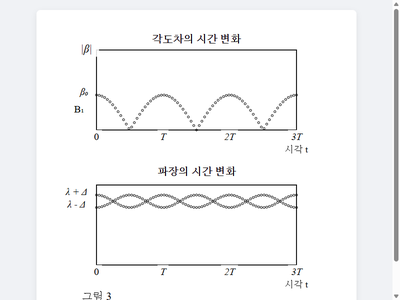 각도차의 시간 변화
|β|
β₀
B₁
0 T 2T 3T
시각 t
파장의 시간 변화
λ + Δ
λ - Δ
0 T 2T 3T
시각 t
그림 3